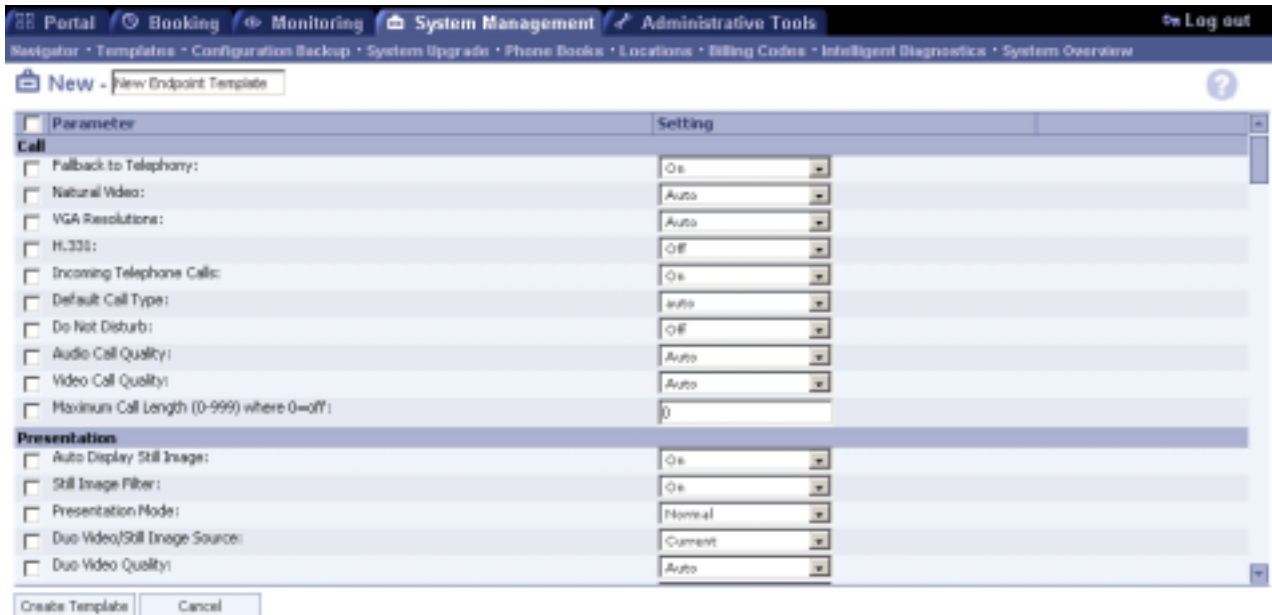 Portal Booking Monitoring System Management Administrative Tools Log out
Navigator • Templates • Configuration Backup • System Upgrade • Phone Books • Locations • Billing Codes • Intelligent Diagnostics • System Overview
New - New Endpoint Template
?
Parameter Setting
Call
Fallback to Telephony: On
Natural Video: Auto
VGA Resolutions: Auto
H.331: Off
Incoming Telephone Calls: On
Default Call Type: auto
Do Not Disturb: Off
Audio Call Quality: Auto
Video Call Quality: Auto
Maximum Call Length (0-999) where 0=off: 0
Presentation
Auto Display Still Image: On
Still Image Filter: On
Presentation Mode: Normal
Duo Video/Still Image Source: Current
Duo Video Quality: Auto
Create Template Cancel